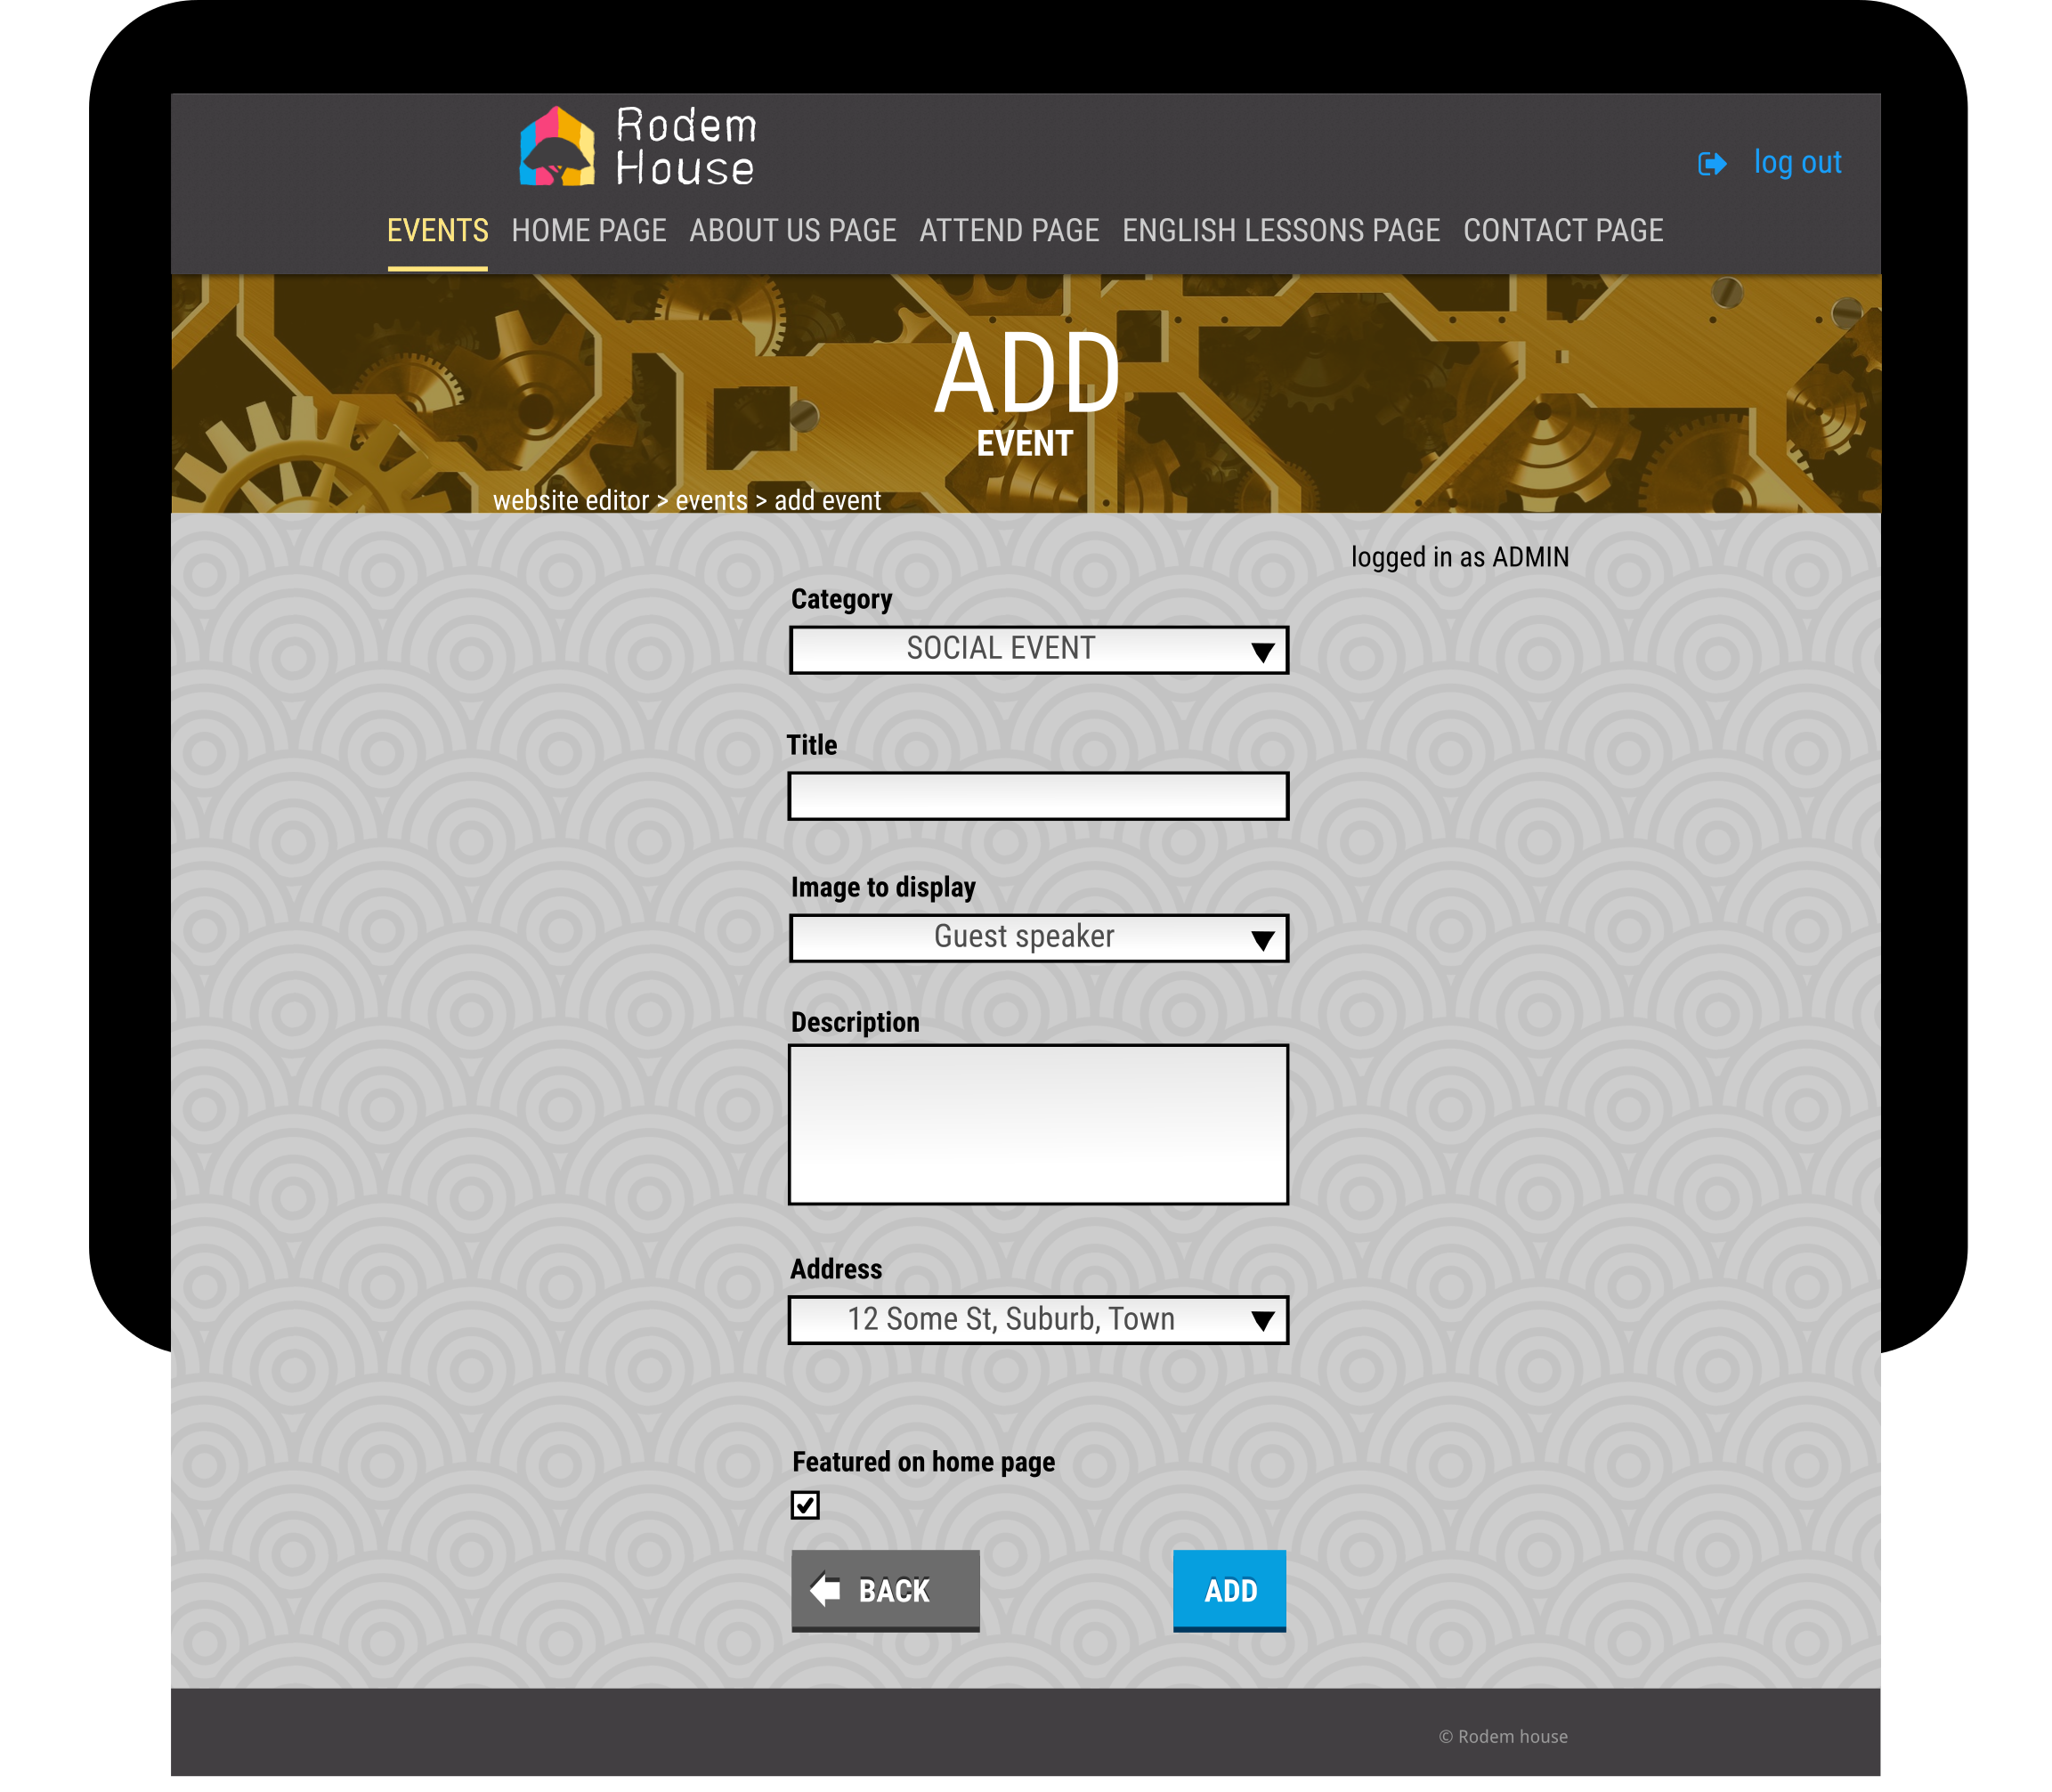 Rodem
House
log out
EVENTS HOME PAGE ABOUT US PAGE ATTEND PAGE ENGLISH LESSONS PAGE CONTACT PAGE
ADD
EVENT
website editor > events > add event
logged in as ADMIN
Category
SOCIAL EVENT
Title
Image to display
Guest speaker
Description
Address
12 Some St, Suburb, Town
Featured on home page
BACK
ADD
© Rodem house